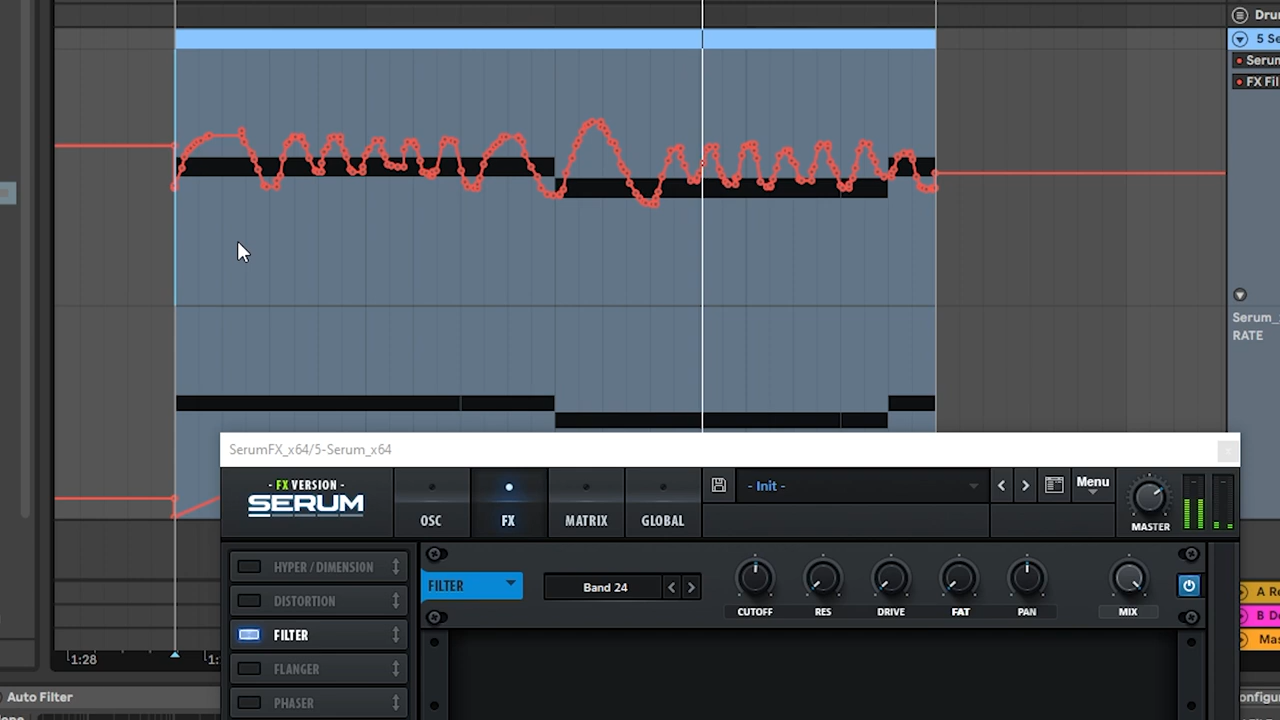 Dru
5 Se
Serum
FX Fil
Serum_
RATE
SerumFX_x64/5-Serum_x64
- FX VERSION -
SERUM
OSC
FX
MATRIX
GLOBAL
- Init -
Menu
MASTER
HYPER / DIMENSION
DISTORTION
FILTER
FLANGER
PHASER
FILTER
Band 24
CUTOFF
RES
DRIVE
FAT
PAN
MIX
A Re
B De
Mas
1:28
1:
Auto Filter
onfigu